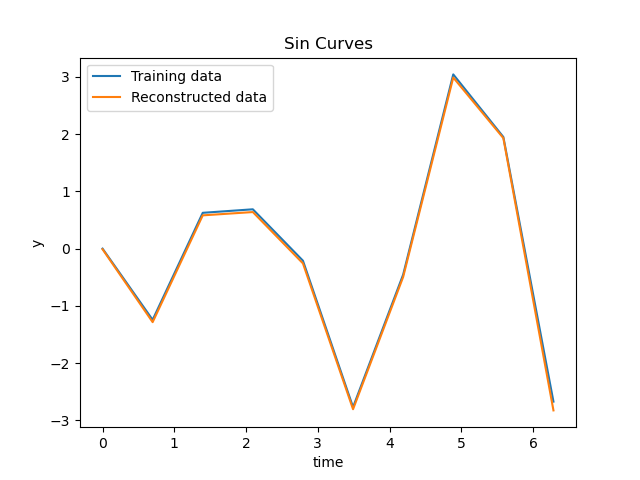 Sin Curves
Training data
Reconstructed data
y
3
2
1
0
−1
−2
−3
0 1 2 3 4 5 6
time